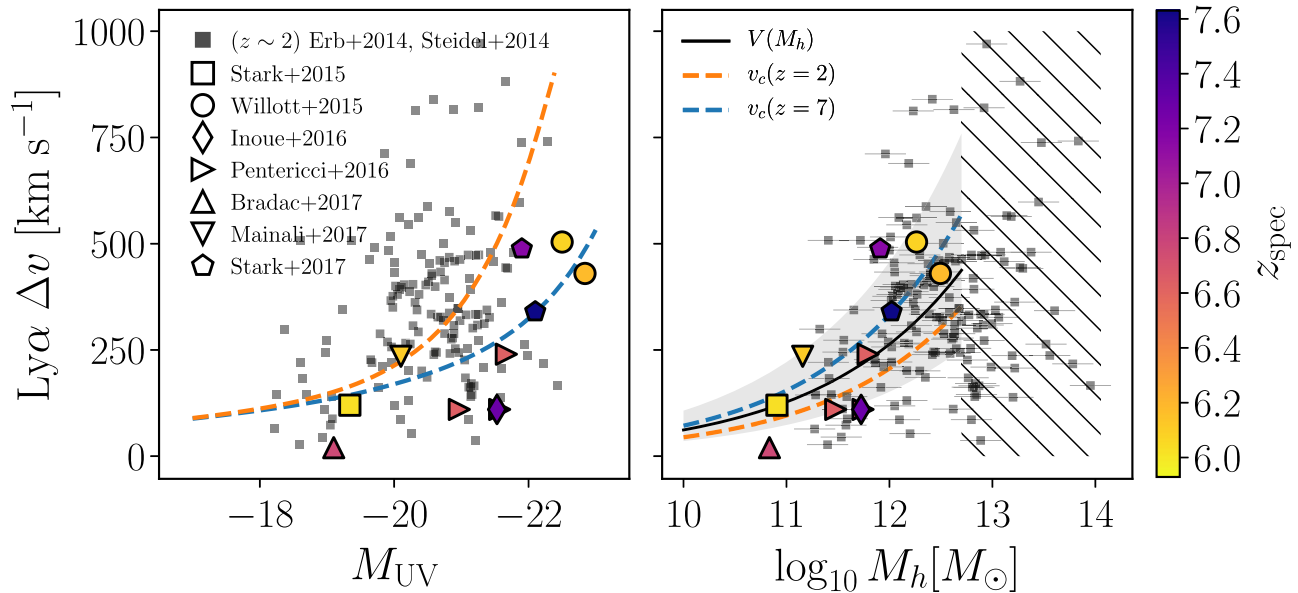 1000
750
500
250
0
Lyα Δv [km s⁻¹]
(z ∼ 2) Erb+2014, Steidel+2014
Stark+2015
Willott+2015
Inoue+2016
Pentericci+2016
Bradac+2017
Mainali+2017
Stark+2017
−18 −20 −22
M_UV
V(M_h)
v_c(z = 2)
v_c(z = 7)
10 11 12 13 14
log₁₀ M_h[M_⊙]
7.6
7.4
7.2
7.0
6.8
6.6
6.4
6.2
6.0
z_spec